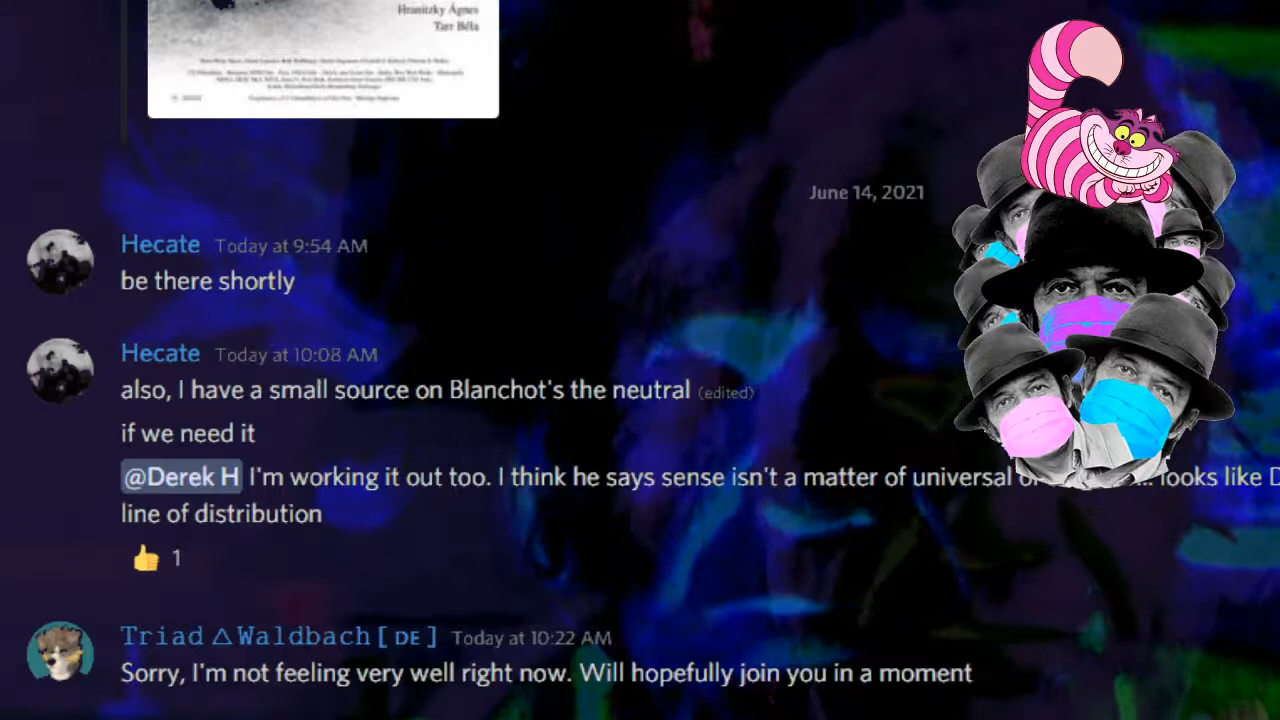 Hranitzky Ágnes
Tarr Béla
June 14, 2021
Hecate Today at 9:54 AM
be there shortly
Hecate Today at 10:08 AM
also, I have a small source on Blanchot's the neutral (edited)
if we need it
@Derek H I'm working it out too. I think he says sense isn't a matter of universal looks like
line of distribution
👍 1
Triad △ Waldbach [ DE ] Today at 10:22 AM
Sorry, I'm not feeling very well right now. Will hopefully join you in a moment